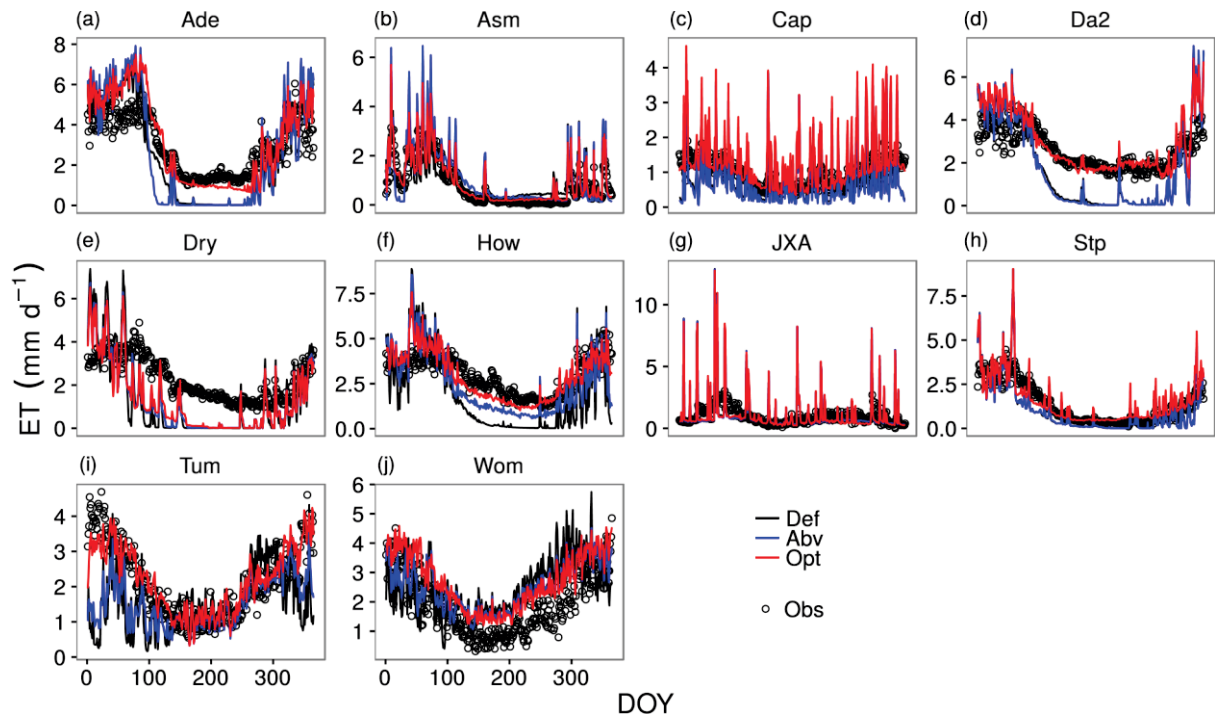 (a) Ade (b) Asm (c) Cap (d) Da2
8 6 4 2 0
6 4 2 0
4 3 2 1 0
6 4 2 0
(e) Dry (f) How (g) JXA (h) Stp
6 4 2 0
7.5 5.0 2.5 0.0
10 5 0
7.5 5.0 2.5 0.0
(i) Tum (j) Wom
4 3 2 1 0
5 4 3 2 1
Def
Abv
Opt
Obs
0 100 200 300 0 100 200 300
DOY
ET (mm d−1)